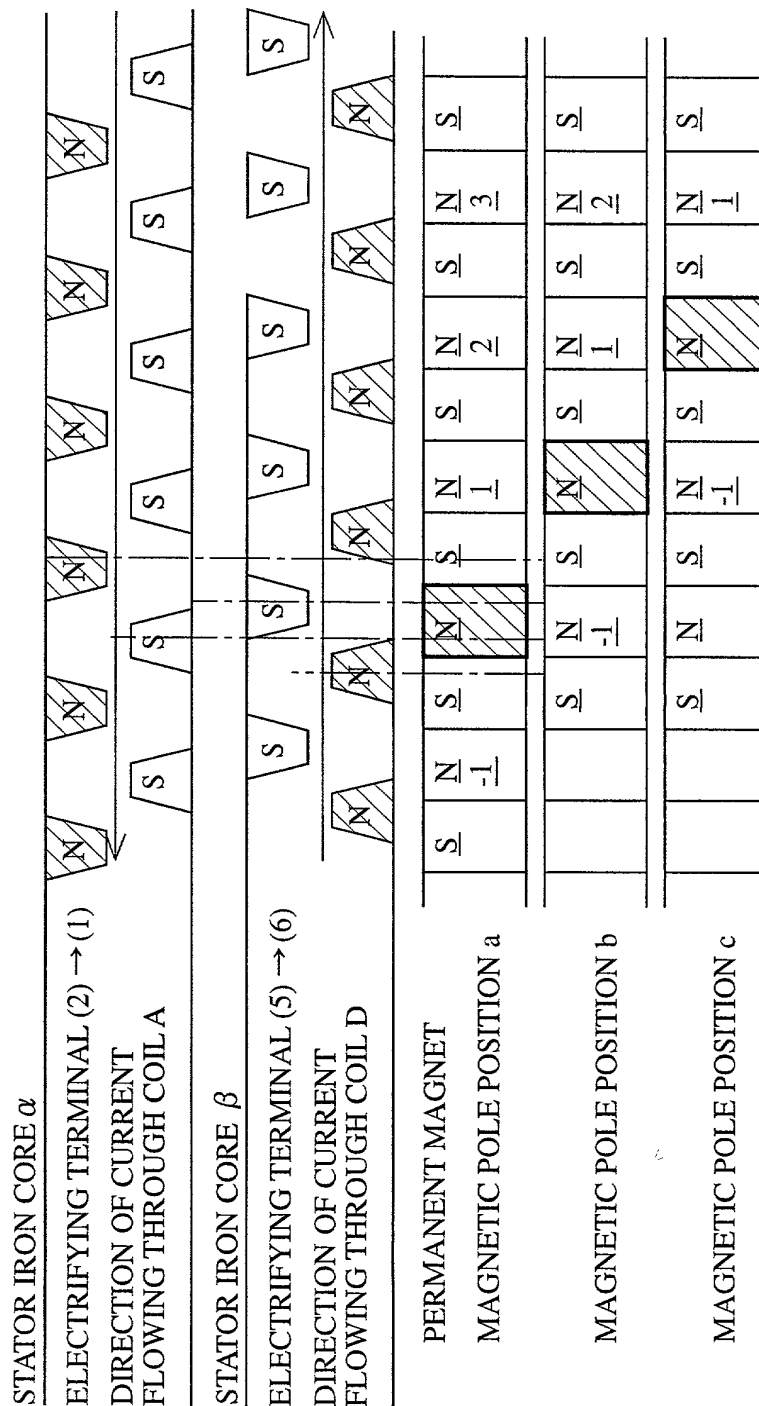 STATOR IRON CORE α
N N N N N N
ELECTRIFYING TERMINAL (2) → (1)
DIRECTION OF CURRENT
FLOWING THROUGH COIL A
S S S S S S
STATOR IRON CORE β
S S S S S S
ELECTRIFYING TERMINAL (5) → (6)
DIRECTION OF CURRENT
FLOWING THROUGH COIL D
N N N N N N
PERMANENT MAGNET
MAGNETIC POLE POSITION a
S N S N S N S N S N S
-1 1 2 3
MAGNETIC POLE POSITION b
S N S N S N S N S
-1 1 2
MAGNETIC POLE POSITION c
S N S N S N S N S
-1 1